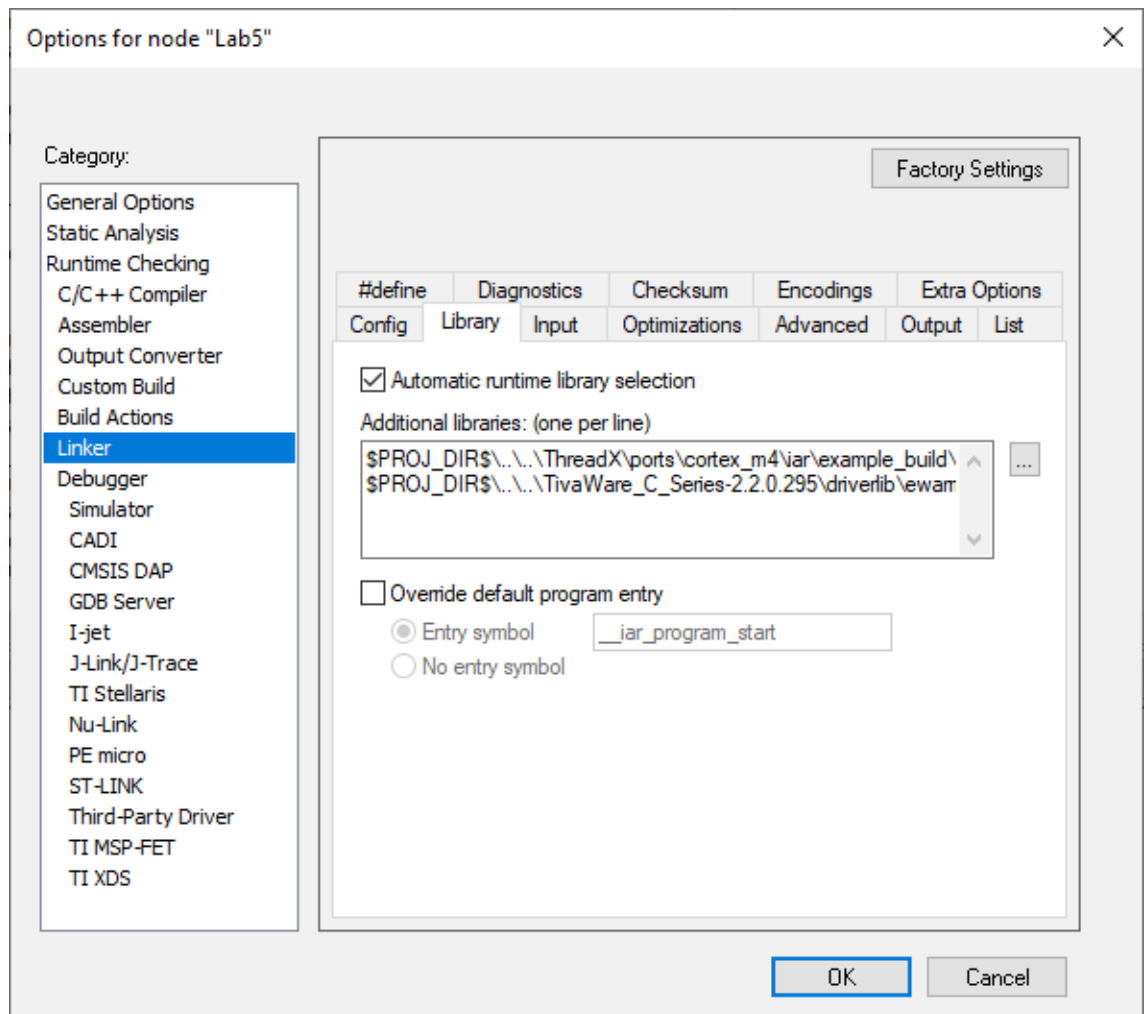 Options for node "Lab5"
Category:
General Options
Static Analysis
Runtime Checking
C/C++ Compiler
Assembler
Output Converter
Custom Build
Build Actions
Linker
Debugger
Simulator
CADI
CMSIS DAP
GDB Server
I-jet
J-Link/J-Trace
TI Stellaris
Nu-Link
PE micro
ST-LINK
Third-Party Driver
TI MSP-FET
TI XDS
Factory Settings
#define Diagnostics Checksum Encodings Extra Options
Config Library Input Optimizations Advanced Output List
Automatic runtime library selection
Additional libraries: (one per line)
$PROJ_DIR$\..\..\ThreadX\ports\cortex_m4\iar\example_build\
$PROJ_DIR$\..\..\TivaWare_C_Series-2.2.0.295\driverlib\ewarm
...
Override default program entry
Entry symbol __iar_program_start
No entry symbol
OK Cancel